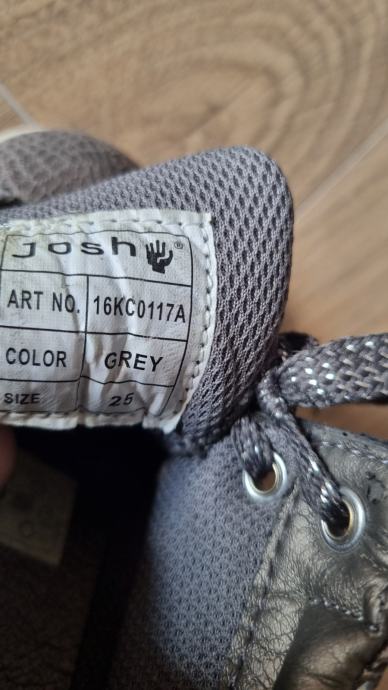 Josh®
ART NO. 16KC0117A
COLOR GREY
SIZE 25